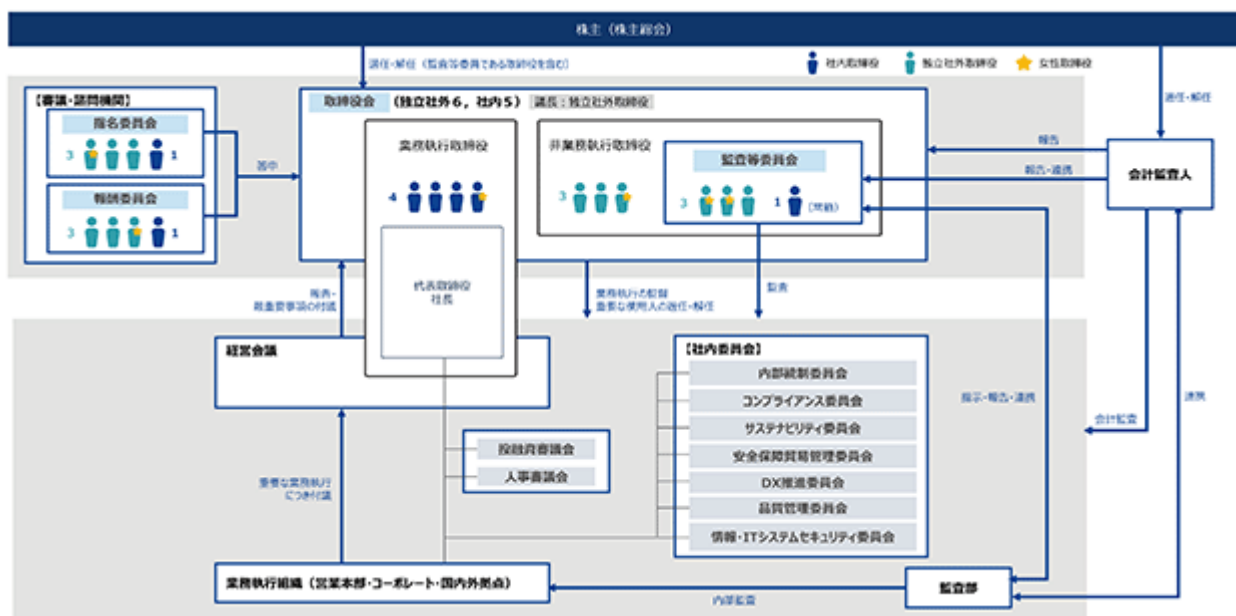 株主（株主総会）
選任・解任（監査等委員である取締役を含む）
社内取締役
独立社外取締役
女性取締役
選任・解任
【審議・諮問機関】
指名委員会
3
1
報酬委員会
3
1
答申
取締役会
（独立社外6，社内5）
議長：独立社外取締役
業務執行取締役
4
代表取締役
社長
非業務執行取締役
3
監査等委員会
3
1
(常勤)
報告
報告・連携
会計監査人
報告・
最重要事項の付議
業務執行の監督
重要な使用人の選任・解任
監査
経営会議
投融資審議会
人事審議会
【社内委員会】
内部統制委員会
コンプライアンス委員会
サステナビリティ委員会
安全保障貿易管理委員会
DX推進委員会
品質管理委員会
情報・ITシステムセキュリティ委員会
指示・報告・連携
会計監査
連携
重要な業務執行
につき付議
業務執行組織（営業本部・コーポレート・国内外拠点）
内部監査
監査部